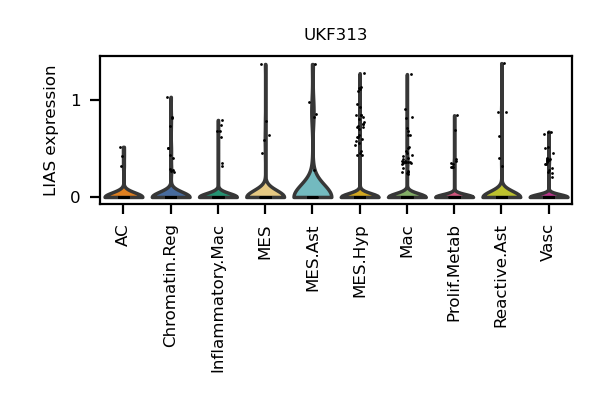 UKF313
LIAS expression
1
0
AC
Chromatin.Reg
Inflammatory.Mac
MES
MES.Ast
MES.Hyp
Mac
Prolif.Metab
Reactive.Ast
Vasc